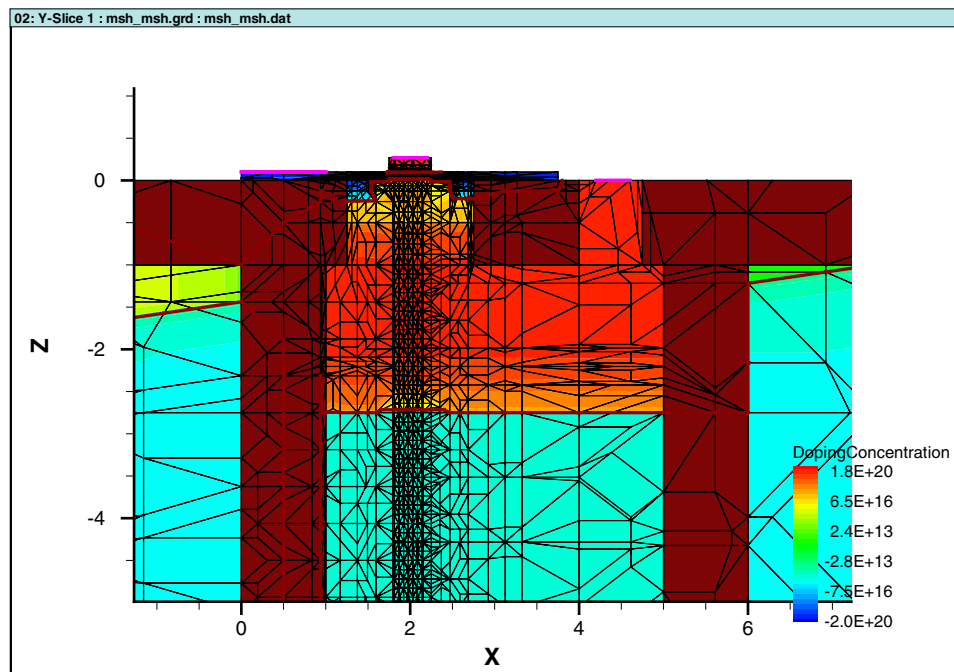 02: Y-Slice 1 : msh_msh.grd : msh_msh.dat
Z
0
-2
-4
DopingConcentration
1.8E+20
6.5E+16
2.4E+13
-2.8E+13
-7.5E+16
-2.0E+20
0
2
4
6
X